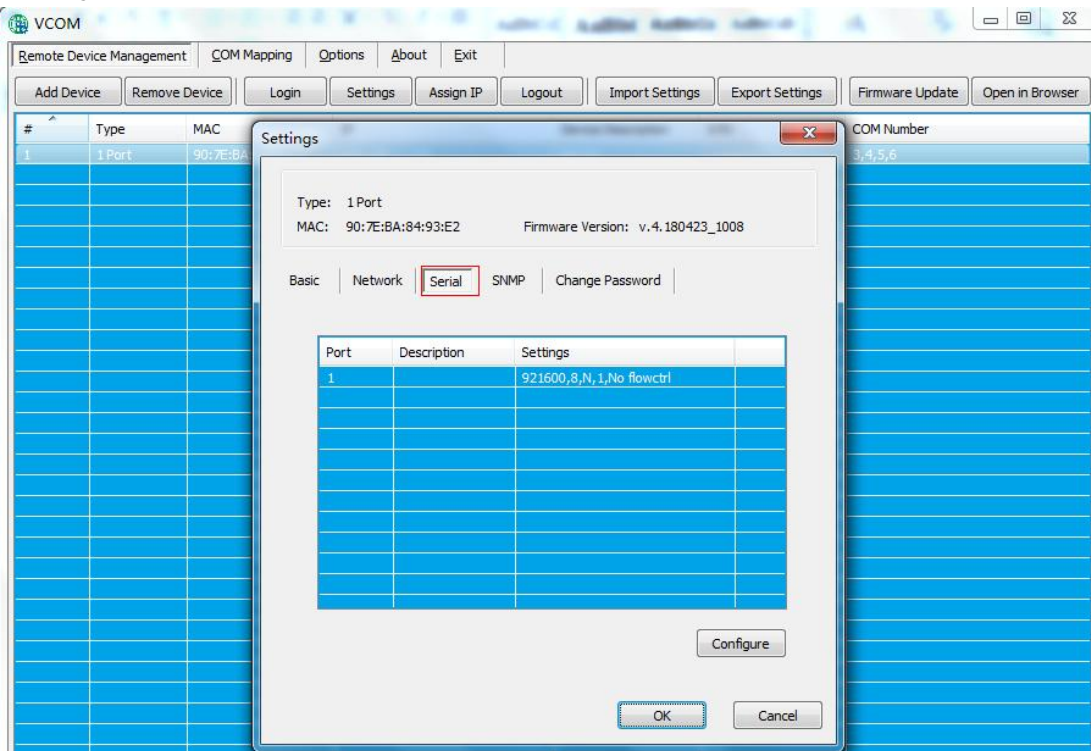 VCOM
Remote Device Management COM Mapping Options About Exit
Add Device Remove Device Login Settings Assign IP Logout Import Settings Export Settings Firmware Update Open in Browser
# Type MAC COM Number
1 1 Port 90:7E:BA 3,4,5,6
Settings
Type: 1 Port
MAC: 90:7E:BA:84:93:E2 Firmware Version: v.4.180423_1008
Basic Network Serial SNMP Change Password
Port Description Settings
1 921600,8,N,1,No flowctrl
Configure
OK Cancel